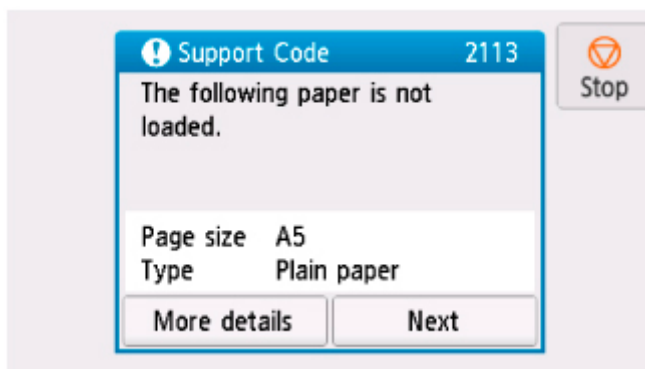 Support Code 2113
Stop
The following paper is not
loaded.
Page size A5
Type Plain paper
More details Next